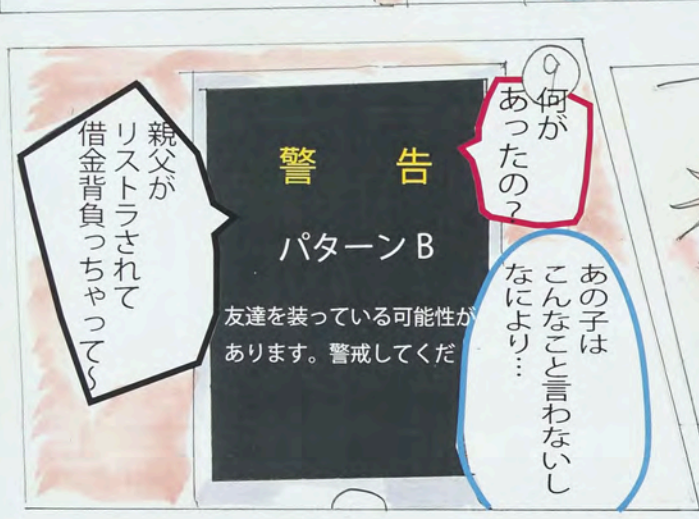 9
何が
あったの？
あの子は
こんなこと言わないし
なにより…
警告
パターンB
友達を装っている可能性が
あります。警戒してくだ
親父が
リストラされて
借金背負っちゃって～